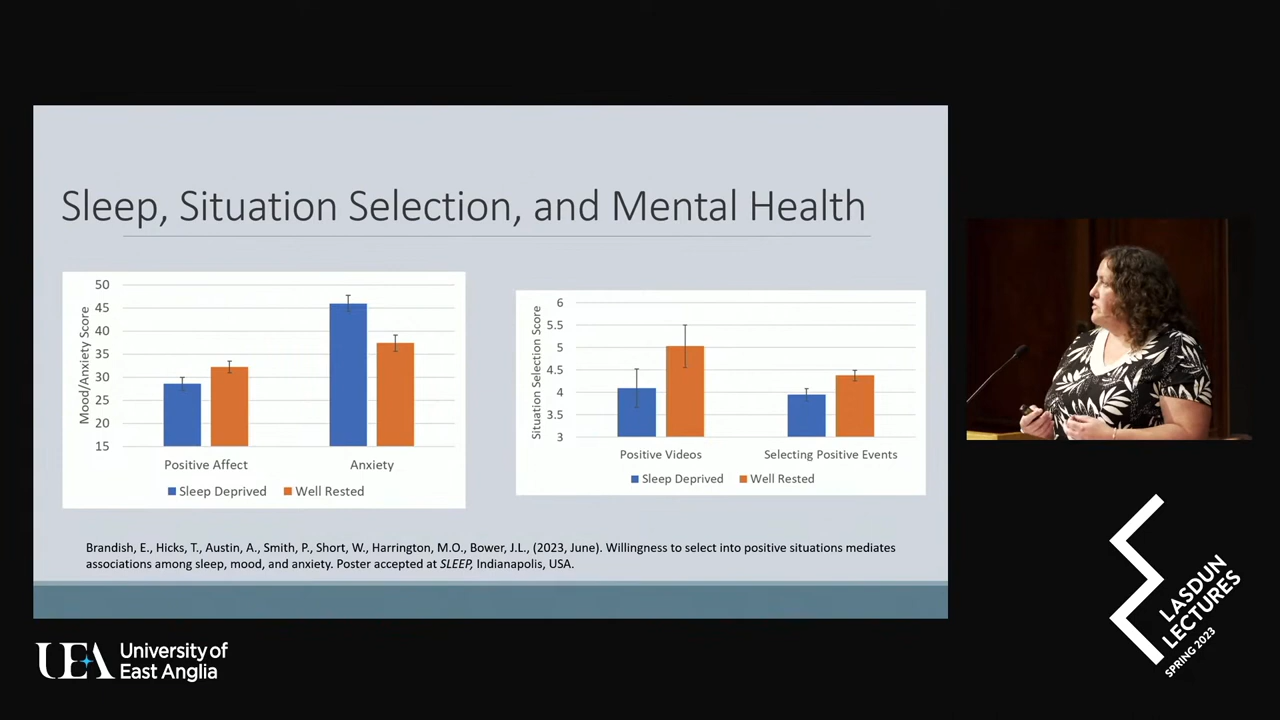 Sleep, Situation Selection, and Mental Health
Mood/Anxiety Score
50
45
40
35
30
25
20
15
Positive Affect Anxiety
Sleep Deprived Well Rested
Situation Selection Score
6
5.5
5
4.5
4
3.5
3
Positive Videos Selecting Positive Events
Sleep Deprived Well Rested
Brandish, E., Hicks, T., Austin, A., Smith, P., Short, W., Harrington, M.O., Bower, J.L., (2023, June). Willingness to select into positive situations mediates
associations among sleep, mood, and anxiety. Poster accepted at SLEEP, Indianapolis, USA.
UEA University of
East Anglia
LASDUN
LECTURES
SPRING 2023